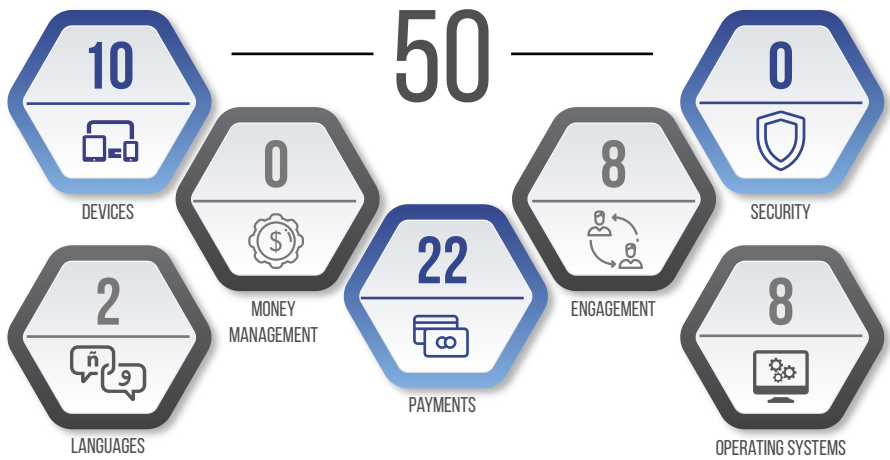 50
10
DEVICES
0
MONEY
MANAGEMENT
22
PAYMENTS
8
ENGAGEMENT
0
SECURITY
2
ñ و
LANGUAGES
8
OPERATING SYSTEMS
$